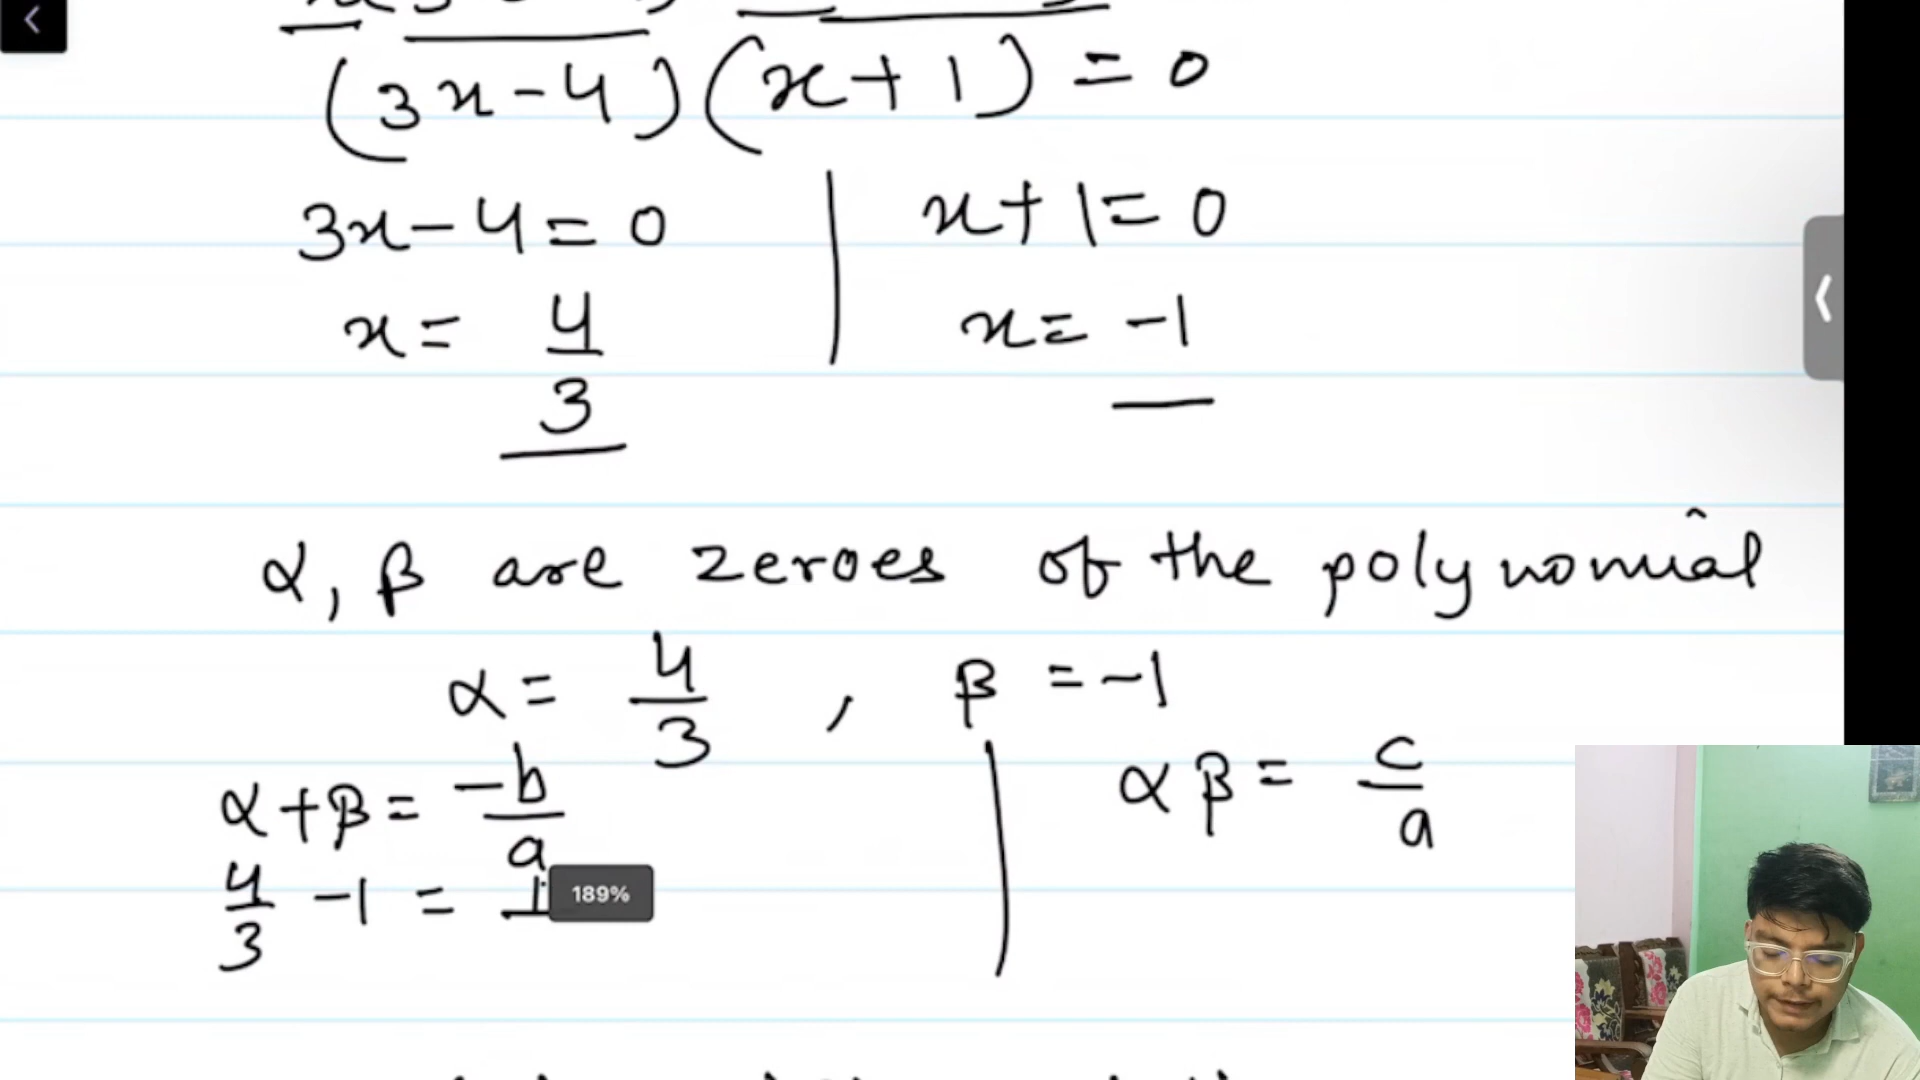 (3x-4)(x+1)=0
3x-4=0
x+1=0
x=4/3
x=-1
α, β are zeroes of the polynomial
α=4/3, β=-1
α+β=-b/a
αβ=c/a
4/3-1=1
189%